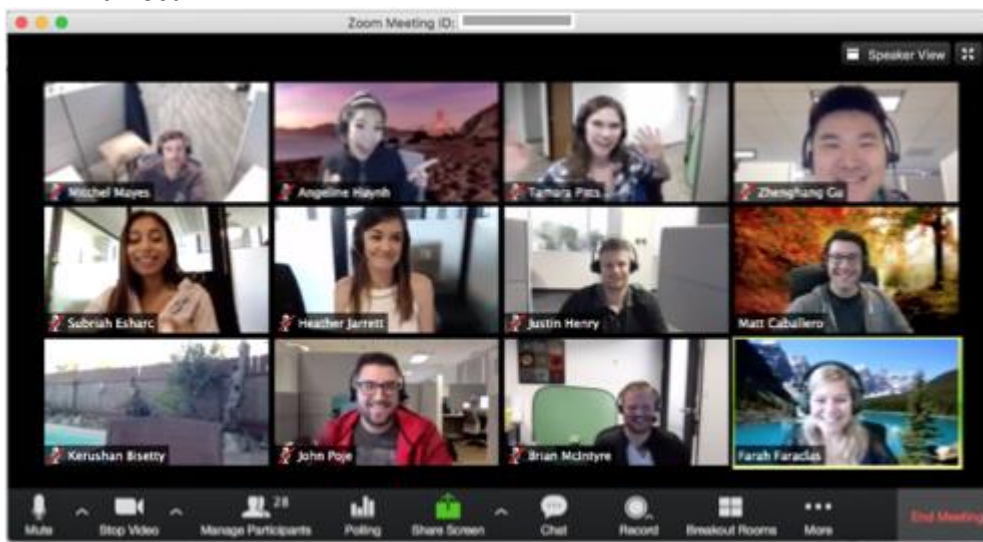 Zoom Meeting ID:
Speaker View
Mitchel Mayes
Angeline Haynh
Tamara Pitts
Zhenghang Gu
Subriah Esharc
Heather Jarrett
Justin Henry
Matt Caballero
Kerushan Bisetty
John Poje
Brian McIntyre
Farah Faraclas
28
Mute
Stop Video
Manage Participants
Polling
Share Screen
Chat
Record
Breakout Rooms
More
End Meeting